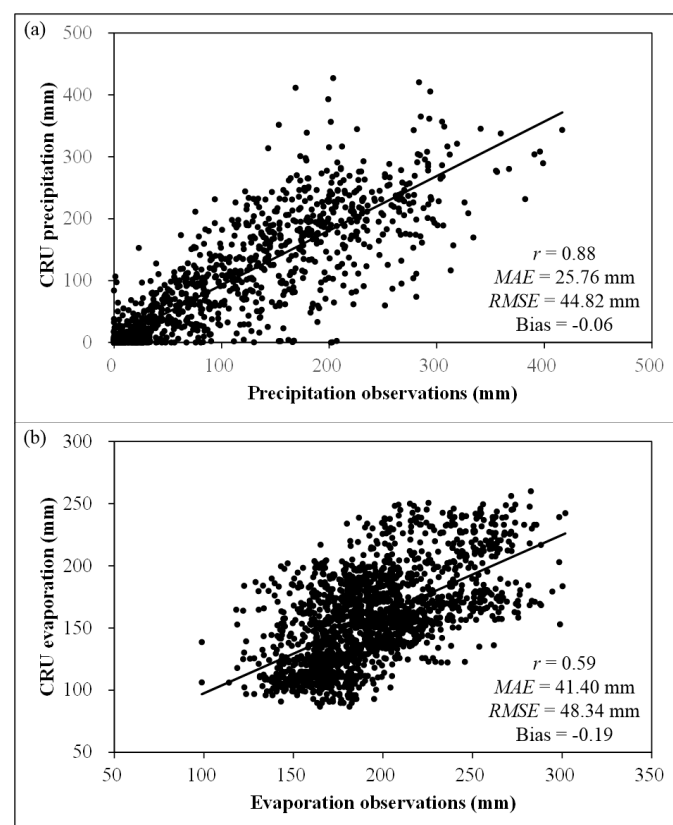 (a)
500
400
300
200
100
0
CRU precipitation (mm)
r = 0.88
MAE = 25.76 mm
RMSE = 44.82 mm
Bias = -0.06
0 100 200 300 400 500
Precipitation observations (mm)
(b)
300
250
200
150
100
50
CRU evaporation (mm)
r = 0.59
MAE = 41.40 mm
RMSE = 48.34 mm
Bias = -0.19
50 100 150 200 250 300 350
Evaporation observations (mm)